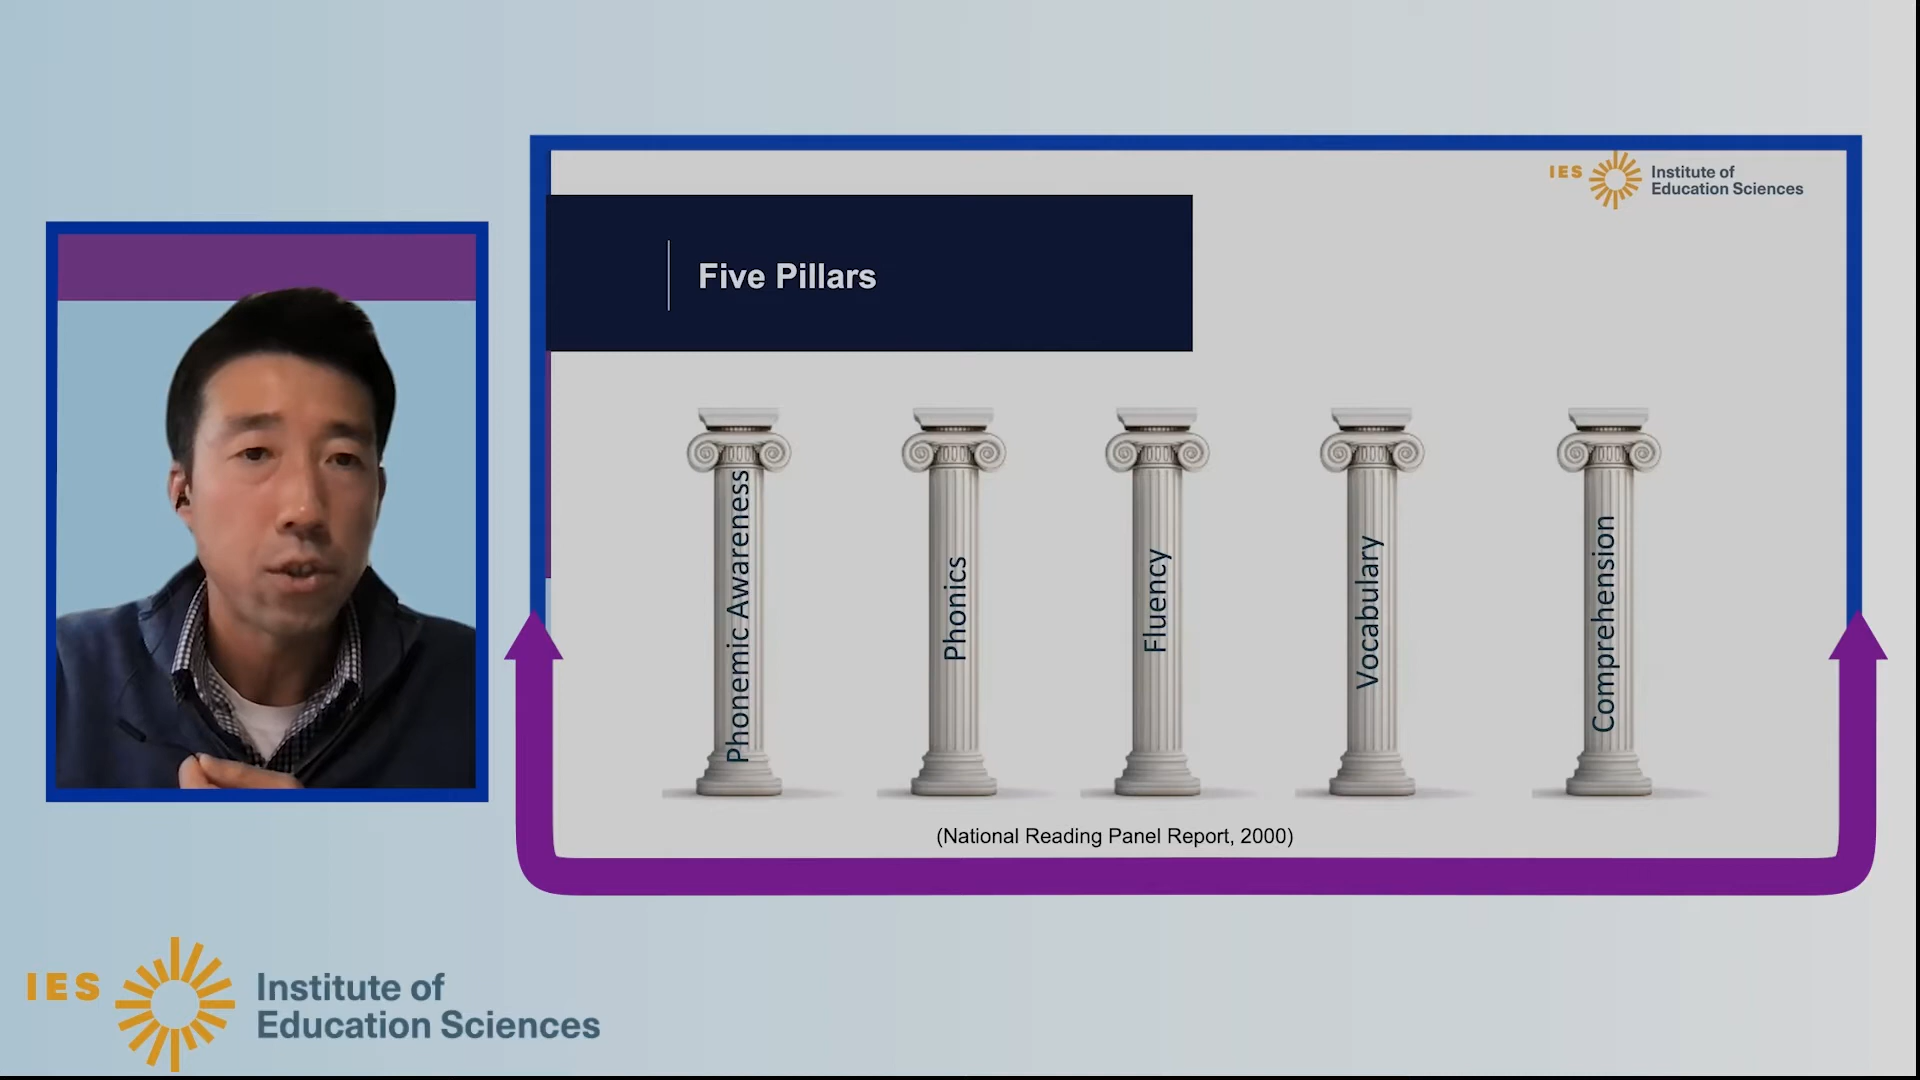 IES
Institute of
Education Sciences
Five Pillars
Phonemic Awareness
Phonics
Fluency
Vocabulary
Comprehension
(National Reading Panel Report, 2000)
IES
Institute of
Education Sciences